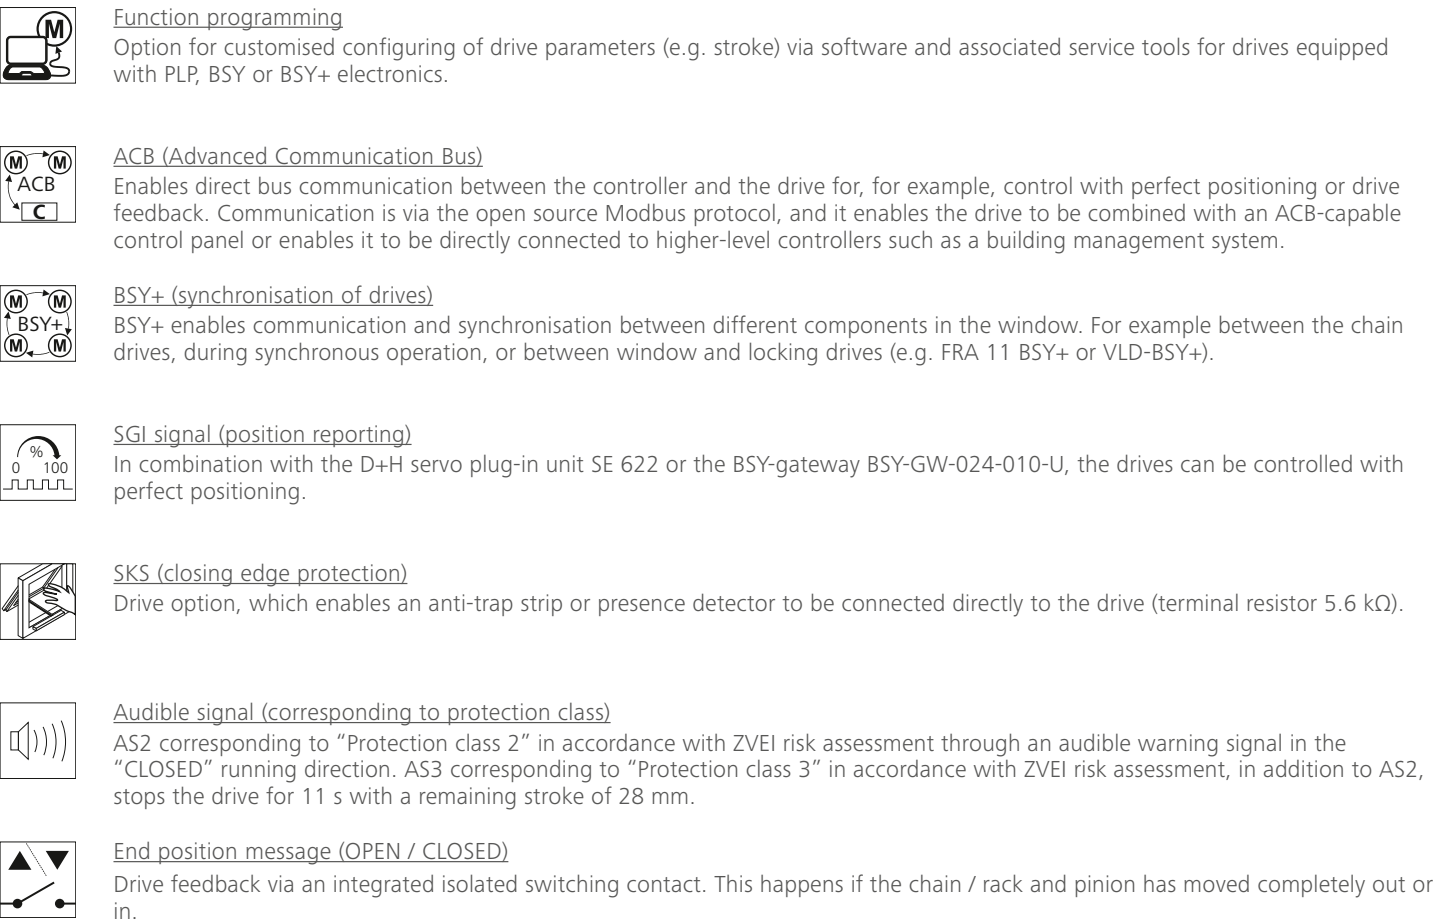 M
Function programming
Option for customised configuring of drive parameters (e.g. stroke) via software and associated service tools for drives equipped
with PLP, BSY or BSY+ electronics.
M M
ACB
C
ACB (Advanced Communication Bus)
Enables direct bus communication between the controller and the drive for, for example, control with perfect positioning or drive
feedback. Communication is via the open source Modbus protocol, and it enables the drive to be combined with an ACB-capable
control panel or enables it to be directly connected to higher-level controllers such as a building management system.
M M
BSY+
M M
BSY+ (synchronisation of drives)
BSY+ enables communication and synchronisation between different components in the window. For example between the chain
drives, during synchronous operation, or between window and locking drives (e.g. FRA 11 BSY+ or VLD-BSY+).
%
0 100
SGI signal (position reporting)
In combination with the D+H servo plug-in unit SE 622 or the BSY-gateway BSY-GW-024-010-U, the drives can be controlled with
perfect positioning.
SKS (closing edge protection)
Drive option, which enables an anti-trap strip or presence detector to be connected directly to the drive (terminal resistor 5.6 kΩ).
Audible signal (corresponding to protection class)
AS2 corresponding to “Protection class 2” in accordance with ZVEI risk assessment through an audible warning signal in the
“CLOSED” running direction. AS3 corresponding to “Protection class 3” in accordance with ZVEI risk assessment, in addition to AS2,
stops the drive for 11 s with a remaining stroke of 28 mm.
End position message (OPEN / CLOSED)
Drive feedback via an integrated isolated switching contact. This happens if the chain / rack and pinion has moved completely out or
in.